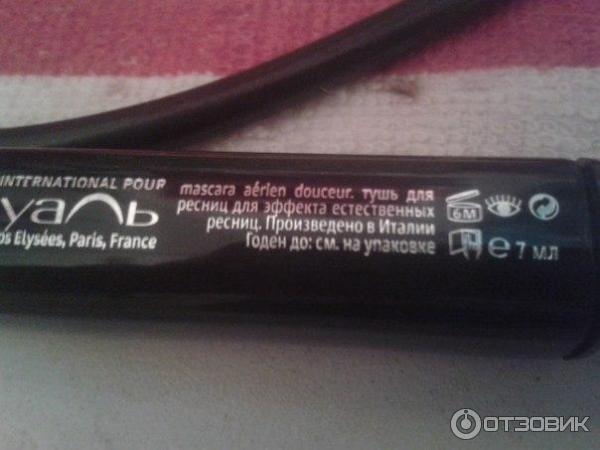 INTERNATIONAL POUR
уаль
os Elysées, Paris, France
mascara aérien douceur. тушь для
ресниц для эффекта естественных
ресниц. Произведено в Италии
Годен до: см. на упаковке
6M
e 7 мл
ОТЗОВИК